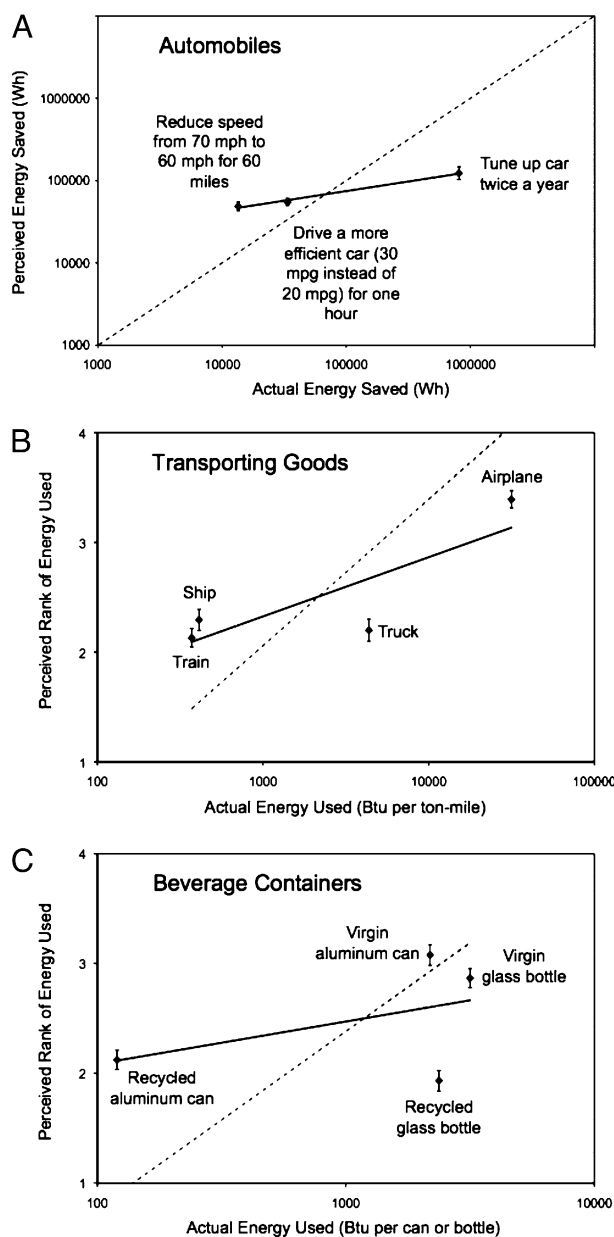 A
Automobiles
Perceived Energy Saved (Wh)
1000000
100000
10000
1000
Reduce speed
from 70 mph to
60 mph for 60
miles
Tune up car
twice a year
Drive a more
efficient car (30
mpg instead of
20 mpg) for one
hour
1000
10000
100000
1000000
Actual Energy Saved (Wh)
B
Transporting Goods
Perceived Rank of Energy Used
4
3
2
1
Airplane
Ship
Train
Truck
100
1000
10000
100000
Actual Energy Used (Btu per ton-mile)
C
Beverage Containers
Perceived Rank of Energy Used
4
3
2
1
Virgin
aluminum can
Virgin
glass bottle
Recycled
aluminum can
Recycled
glass bottle
100
1000
10000
Actual Energy Used (Btu per can or bottle)